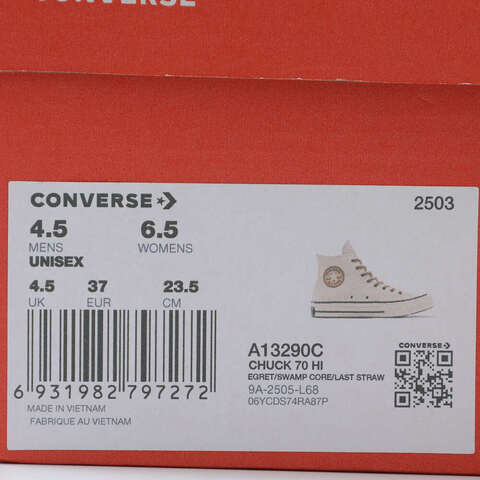 CONVERSE
CONVERSE
2503
4.5 6.5
MENS WOMENS
UNISEX
4.5 37 23.5
UK EUR CM
6 931982 797272
MADE IN VIETNAM
FABRIQUE AU VIETNAM
A13290C
CHUCK 70 HI
EGRET/SWAMP CORE/LAST STRAW
9A-2505-L68
06YCDS74RA87P
CONVERSE